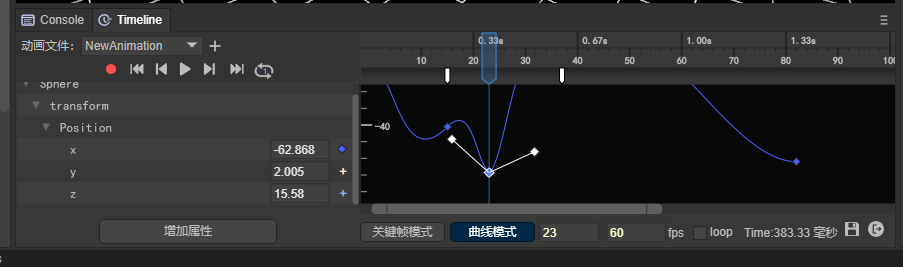 Console Timeline
动画文件: NewAnimation
0.33s 0.67s 1.00s 1.33s
10 20 30 40 50 60 70 80 90 10
Sphere
transform
Position
x -62.868
y 2.005
z 15.58
-40
增加属性
关键帧模式 曲线模式 23 60 fps loop Time:383.33 毫秒
s